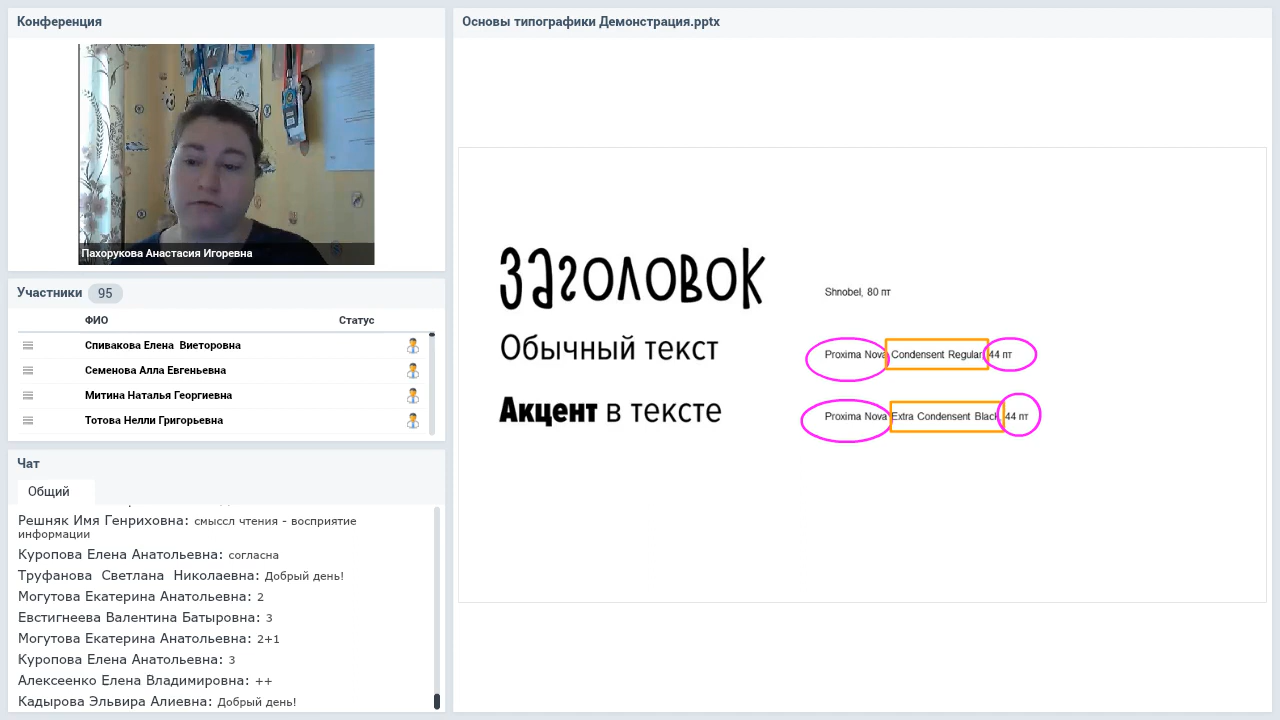 Конференция
Пахорукова Анастасия Игоревна
Участники 95
ФИО Статус
Спивакова Елена Виеторовна
Семенова Алла Евгеньевна
Митина Наталья Георгиевна
Тотова Нелли Григорьевна
Чат
Общий
Решняк Имя Генриховна: смыссл чтения - восприятие
информации
Куропова Елена Анатольевна: согласна
Труфанова Светлана Николаевна: Добрый день!
Могутова Екатерина Анатольевна: 2
Евстигнеева Валентина Батыровна: 3
Могутова Екатерина Анатольевна: 2+1
Куропова Елена Анатольевна: 3
Алексеенко Елена Владимировна: ++
Кадырова Эльвира Алиевна: Добрый день!
Основы типографики Демонстрация.pptx
Заголовок
Shnobel, 80 пт
Обычный текст
Proxima Nova Condensent Regular, 44 пт
Акцент в тексте
Proxima Nova Extra Condensent Black, 44 пт